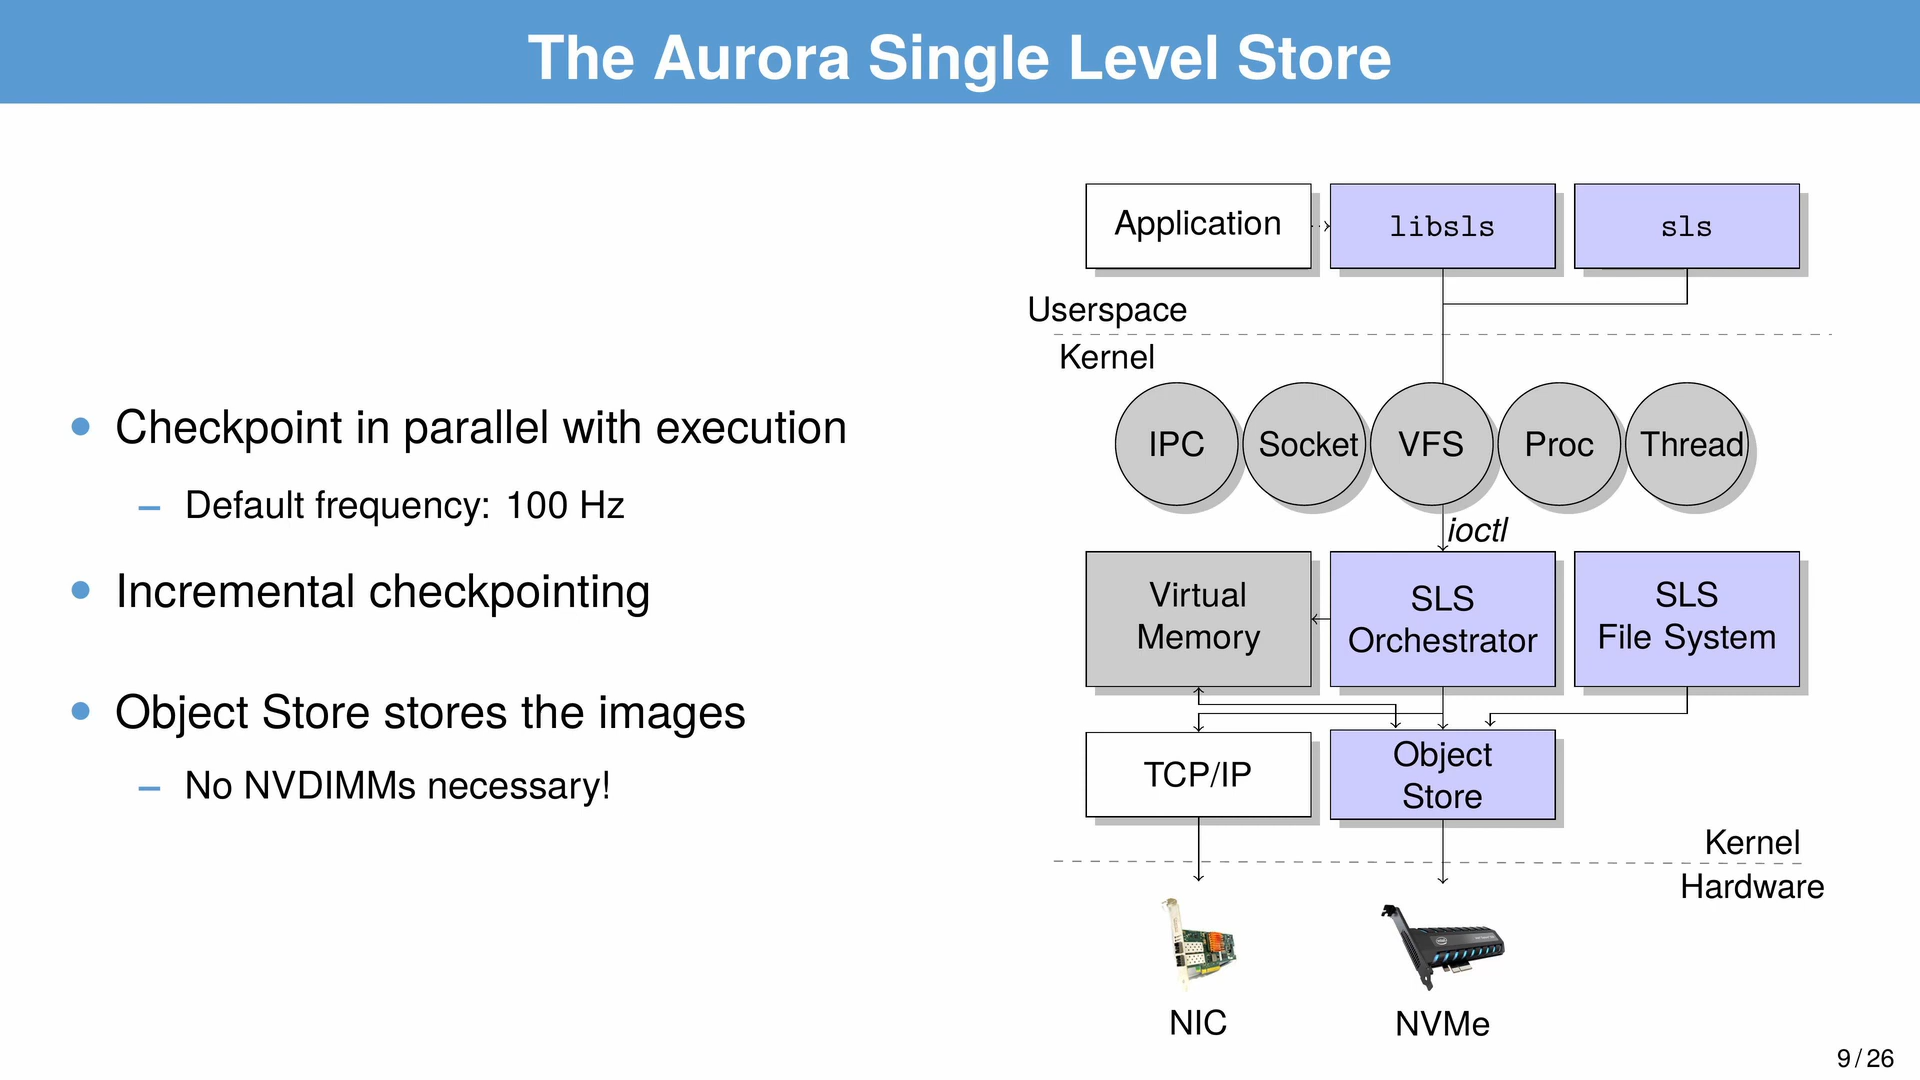 The Aurora Single Level Store
• Checkpoint in parallel with execution
– Default frequency: 100 Hz
• Incremental checkpointing
• Object Store stores the images
– No NVDIMMs necessary!
Application
libsls
sls
Userspace
Kernel
IPC
Socket
VFS
Proc
Thread
ioctl
Virtual
Memory
SLS
Orchestrator
SLS
File System
TCP/IP
Object
Store
Kernel
Hardware
NIC
NVMe
9 / 26